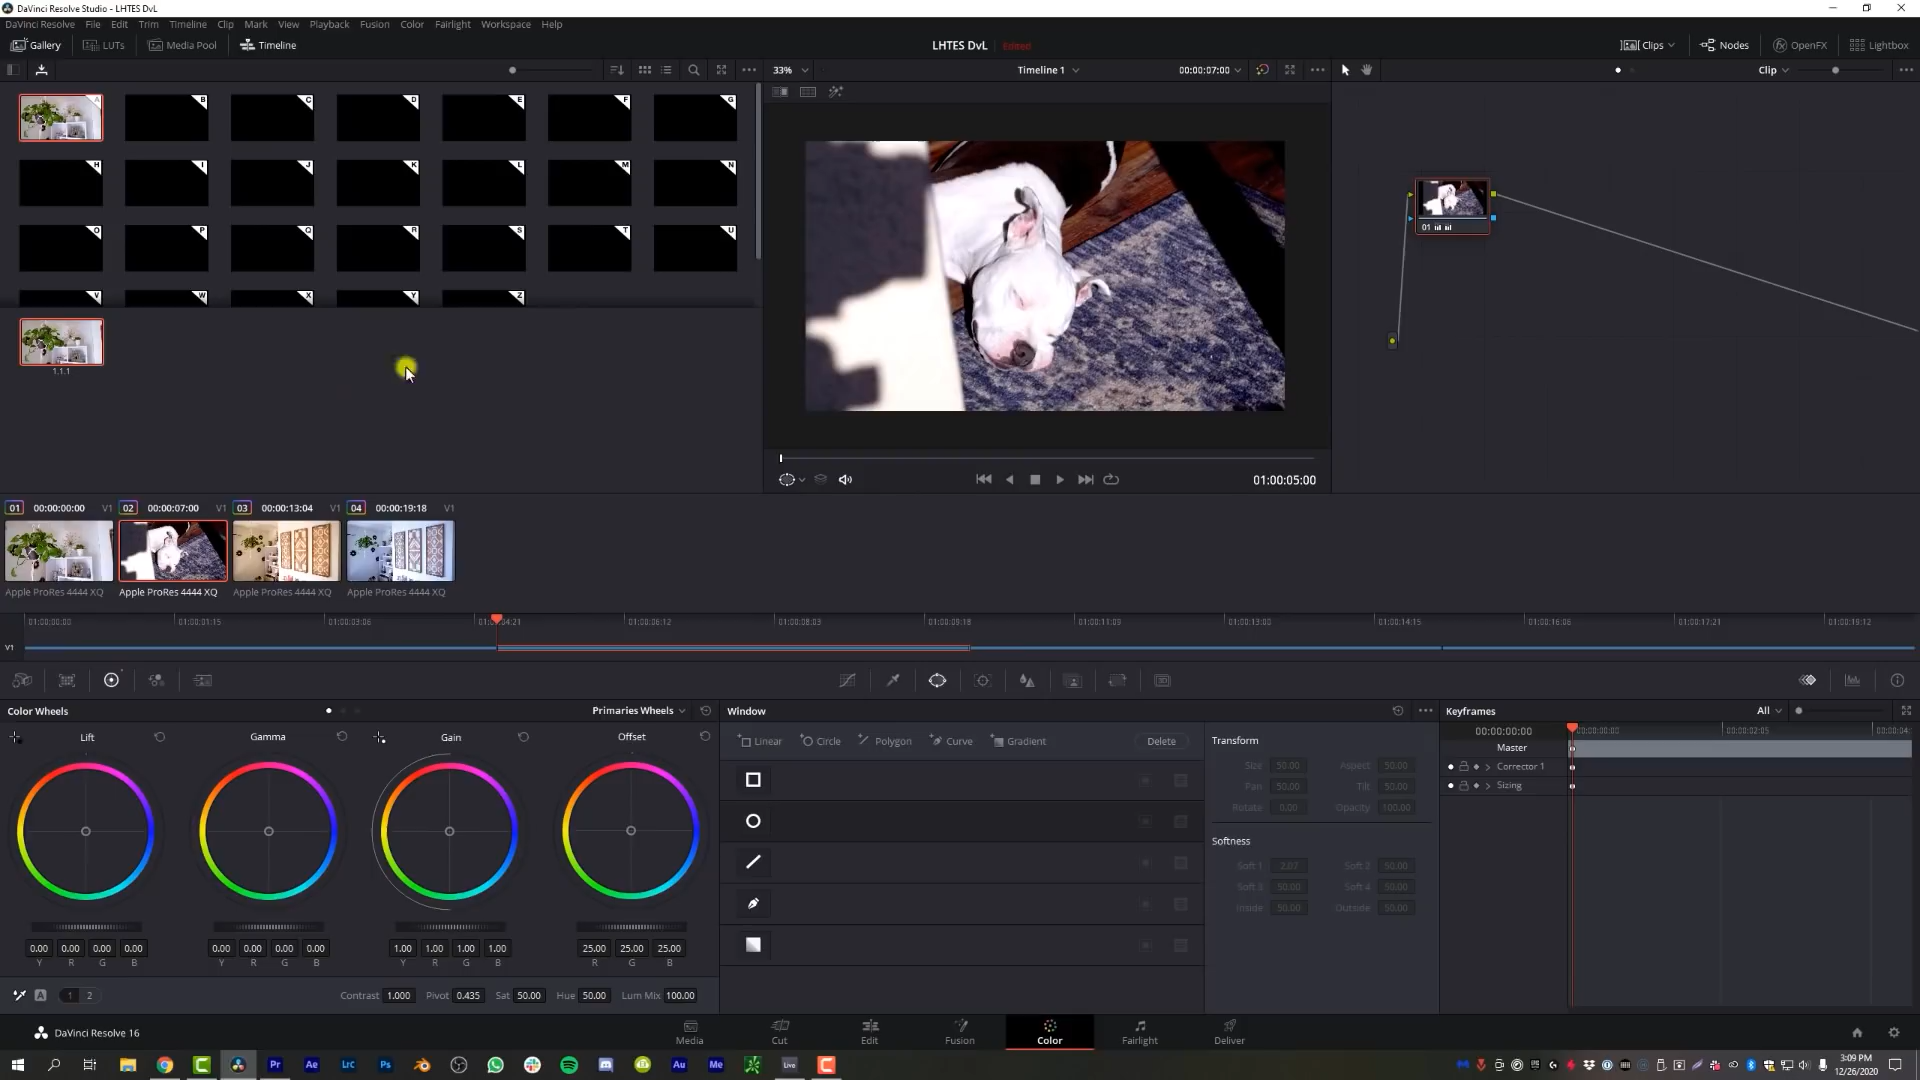 DaVinci Resolve Studio - LHTES DvL
DaVinci Resolve File Edit Trim Timeline Clip Mark View Playback Fusion Color Fairlight Workspace Help
Gallery LUTs Media Pool Timeline LHTES DvL Edited Clips Nodes OpenFX Lightbox
33% Timeline 1 00:00:07:00 Clip
A B C D E F G
H I J K L M N
O P Q R S T U
V W X Y Z
01
1.1.1
01:00:05:00
01 00:00:00:00 V1 02 00:00:07:00 V1 03 00:00:13:04 V1 04 00:00:19:18 V1
Apple ProRes 4444 XQ Apple ProRes 4444 XQ Apple ProRes 4444 XQ Apple ProRes 4444 XQ
01:00:00:00 01:00:01:15 01:00:03:06 01:00:04:21 01:00:06:12 01:00:08:03 01:00:09:18 01:00:11:09 01:00:13:00 01:00:14:15 01:00:16:06 01:00:17:21 01:00:19:12
V1
Color Wheels Primaries Wheels Window Keyframes All
Lift Gamma Gain Offset
Linear Circle Polygon Curve Gradient Delete
Transform
Size 50.00 Aspect 50.00
Pan 50.00 Tilt 50.00
Rotate 0.00 Opacity 100.00
Softness
Soft 1 2.07 Soft 2 50.00
Soft 3 50.00 Soft 4 50.00
Inside 50.00 Outside 50.00
00:00:00:00 00:00:00:00 00:00:02:05 00:00:04:
Master
Corrector 1
Sizing
0.00 0.00 0.00 0.00 0.00 0.00 0.00 0.00 1.00 1.00 1.00 1.00 25.00 25.00 25.00
Y R G B Y R G B Y R G B R G B
A 1 2 Contrast 1.000 Pivot 0.435 Sat 50.00 Hue 50.00 Lum Mix 100.00
DaVinci Resolve 16 Media Cut Edit Fusion Color Fairlight Deliver
Pr Ae Lrc Ps Au Me Live
3:09 PM
12/26/2020